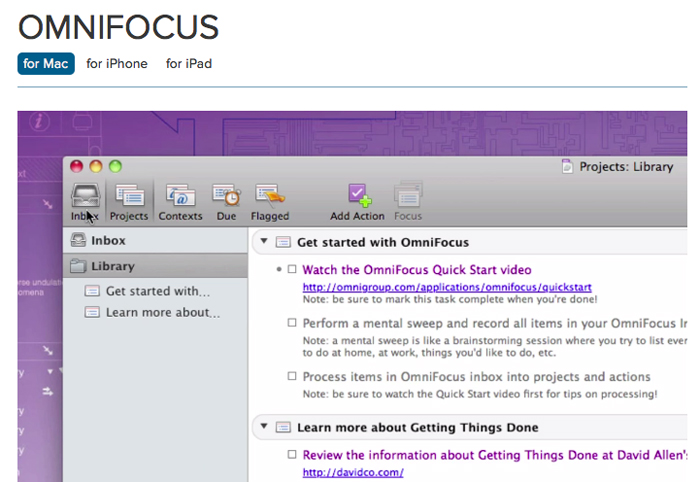 OMNIFOCUS
for Mac for iPhone for iPad
Projects: Library
Inbox Projects Contexts Due Flagged Add Action Focus
Inbox
Library
Get started with...
Learn more about...
Get started with OmniFocus
Watch the OmniFocus Quick Start video
http://omnigroup.com/applications/omnifocus/quickstart
Note: be sure to mark this task complete when you're done!
Perform a mental sweep and record all items in your OmniFocus In
Note: a mental sweep is like a brainstorming session where you try to list ever
to do at home, at work, things you'd like to do, etc.
Process items in OmniFocus inbox into projects and actions
Note: be sure to watch the Quick Start video first for tips on processing!
Learn more about Getting Things Done
Review the information about Getting Things Done at David Allen's
http://davidco.com/